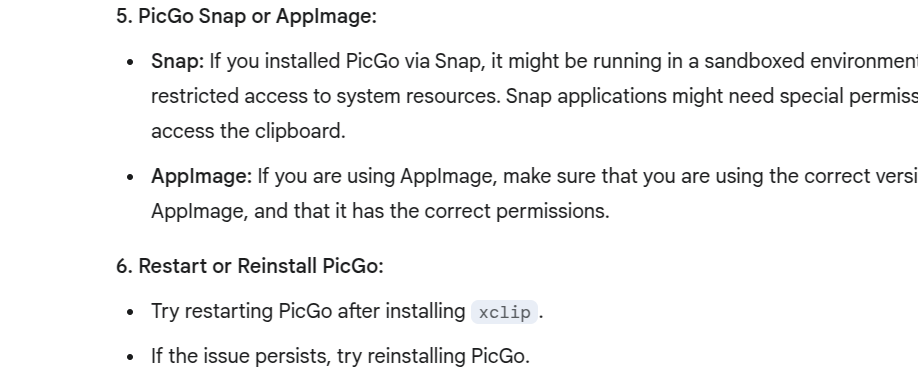 5. PicGo Snap or AppImage:
• Snap: If you installed PicGo via Snap, it might be running in a sandboxed environment
restricted access to system resources. Snap applications might need special permiss
access the clipboard.
• AppImage: If you are using AppImage, make sure that you are using the correct versi
AppImage, and that it has the correct permissions.
6. Restart or Reinstall PicGo:
• Try restarting PicGo after installing xclip.
• If the issue persists, try reinstalling PicGo.